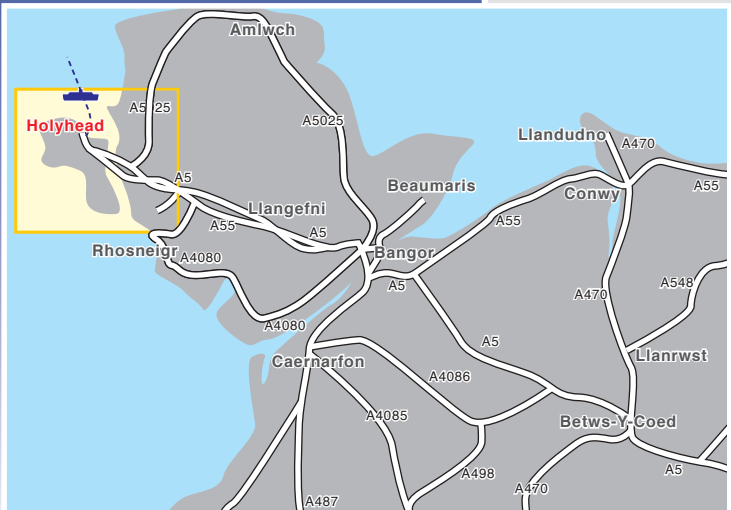 Amlwch
A5025
A5025
Holyhead
Llandudno
A470
A5
Beaumaris
A55
Conwy
Llangefni
A55
A55
A5
Rhosneigr
A4080
Bangor
A5
A470
A548
A4080
A5
Llanrwst
Caernarfon
A4086
A4085
Betws-Y-Coed
A5
A498
A470
A487